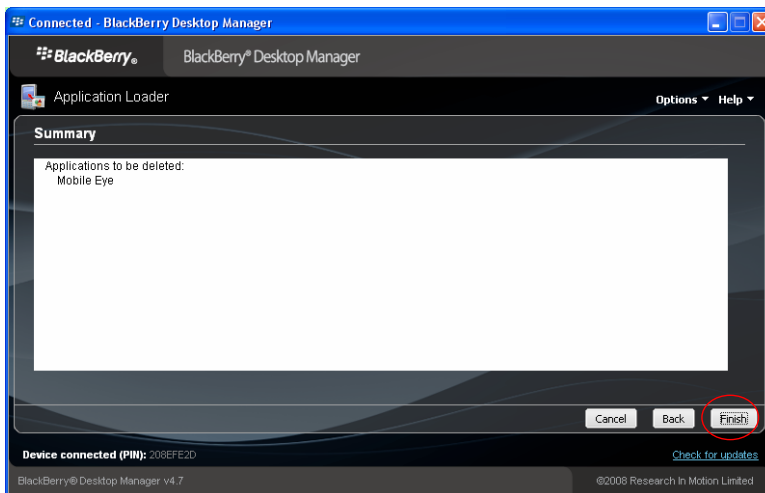 Connected - BlackBerry Desktop Manager
BlackBerry® BlackBerry® Desktop Manager
Application Loader Options Help
Summary
Applications to be deleted:
Mobile Eye
Cancel Back Finish
Device connected (PIN): 208EFE2D Check for updates
BlackBerry® Desktop Manager v4.7 ©2008 Research In Motion Limited